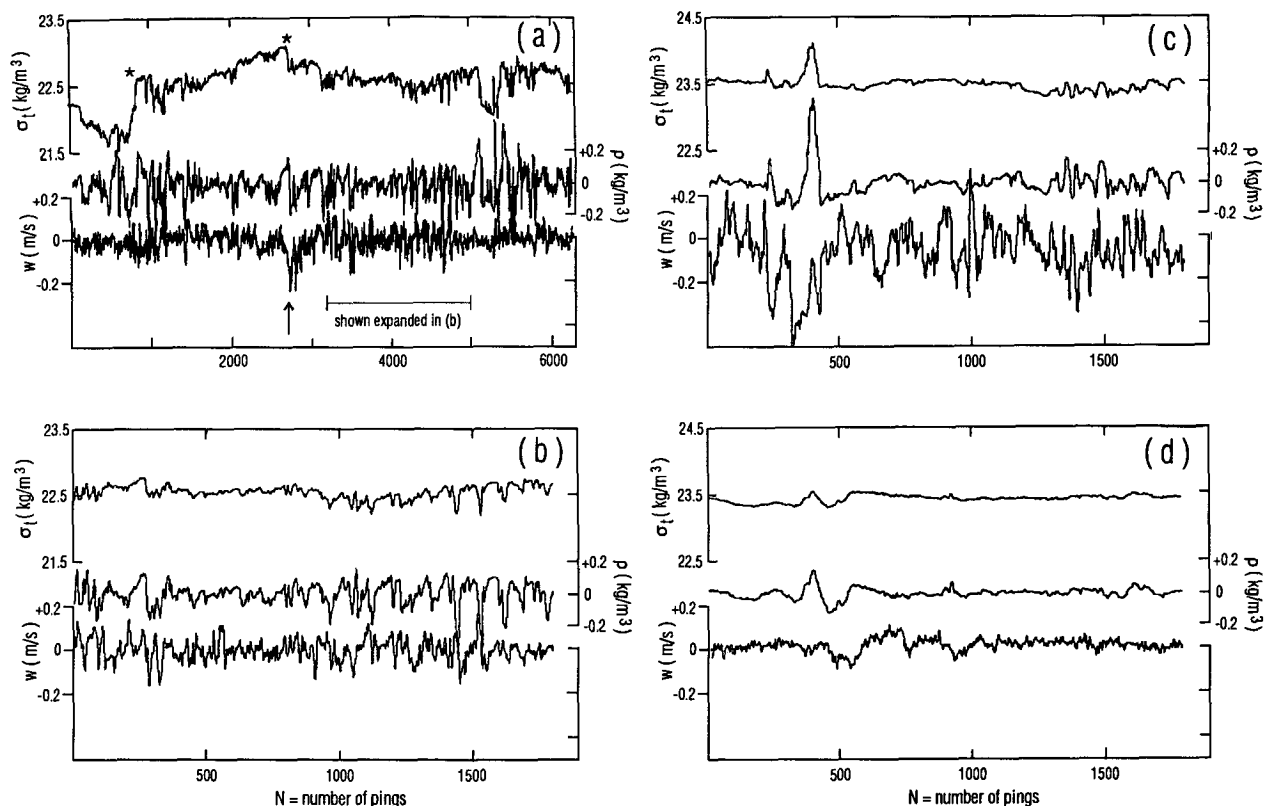 (a)
23.5
22.5
21.5
σt (kg/m3)
*
*
+0.2
0
-0.2
ρ (kg/m3)
+0.2
0
-0.2
w (m/s)
shown expanded in (b)
2000
4000
6000
(c)
24.5
23.5
22.5
σt (kg/m3)
+0.2
0
-0.2
ρ (kg/m3)
+0.2
0
-0.2
w (m/s)
500
1000
1500
(b)
23.5
22.5
21.5
σt (kg/m3)
+0.2
0
-0.2
ρ (kg/m3)
+0.2
0
-0.2
w (m/s)
500
1000
1500
N = number of pings
(d)
24.5
23.5
22.5
σt (kg/m3)
+0.2
0
-0.2
ρ (kg/m3)
+0.2
0
-0.2
w (m/s)
500
1000
1500
N = number of pings